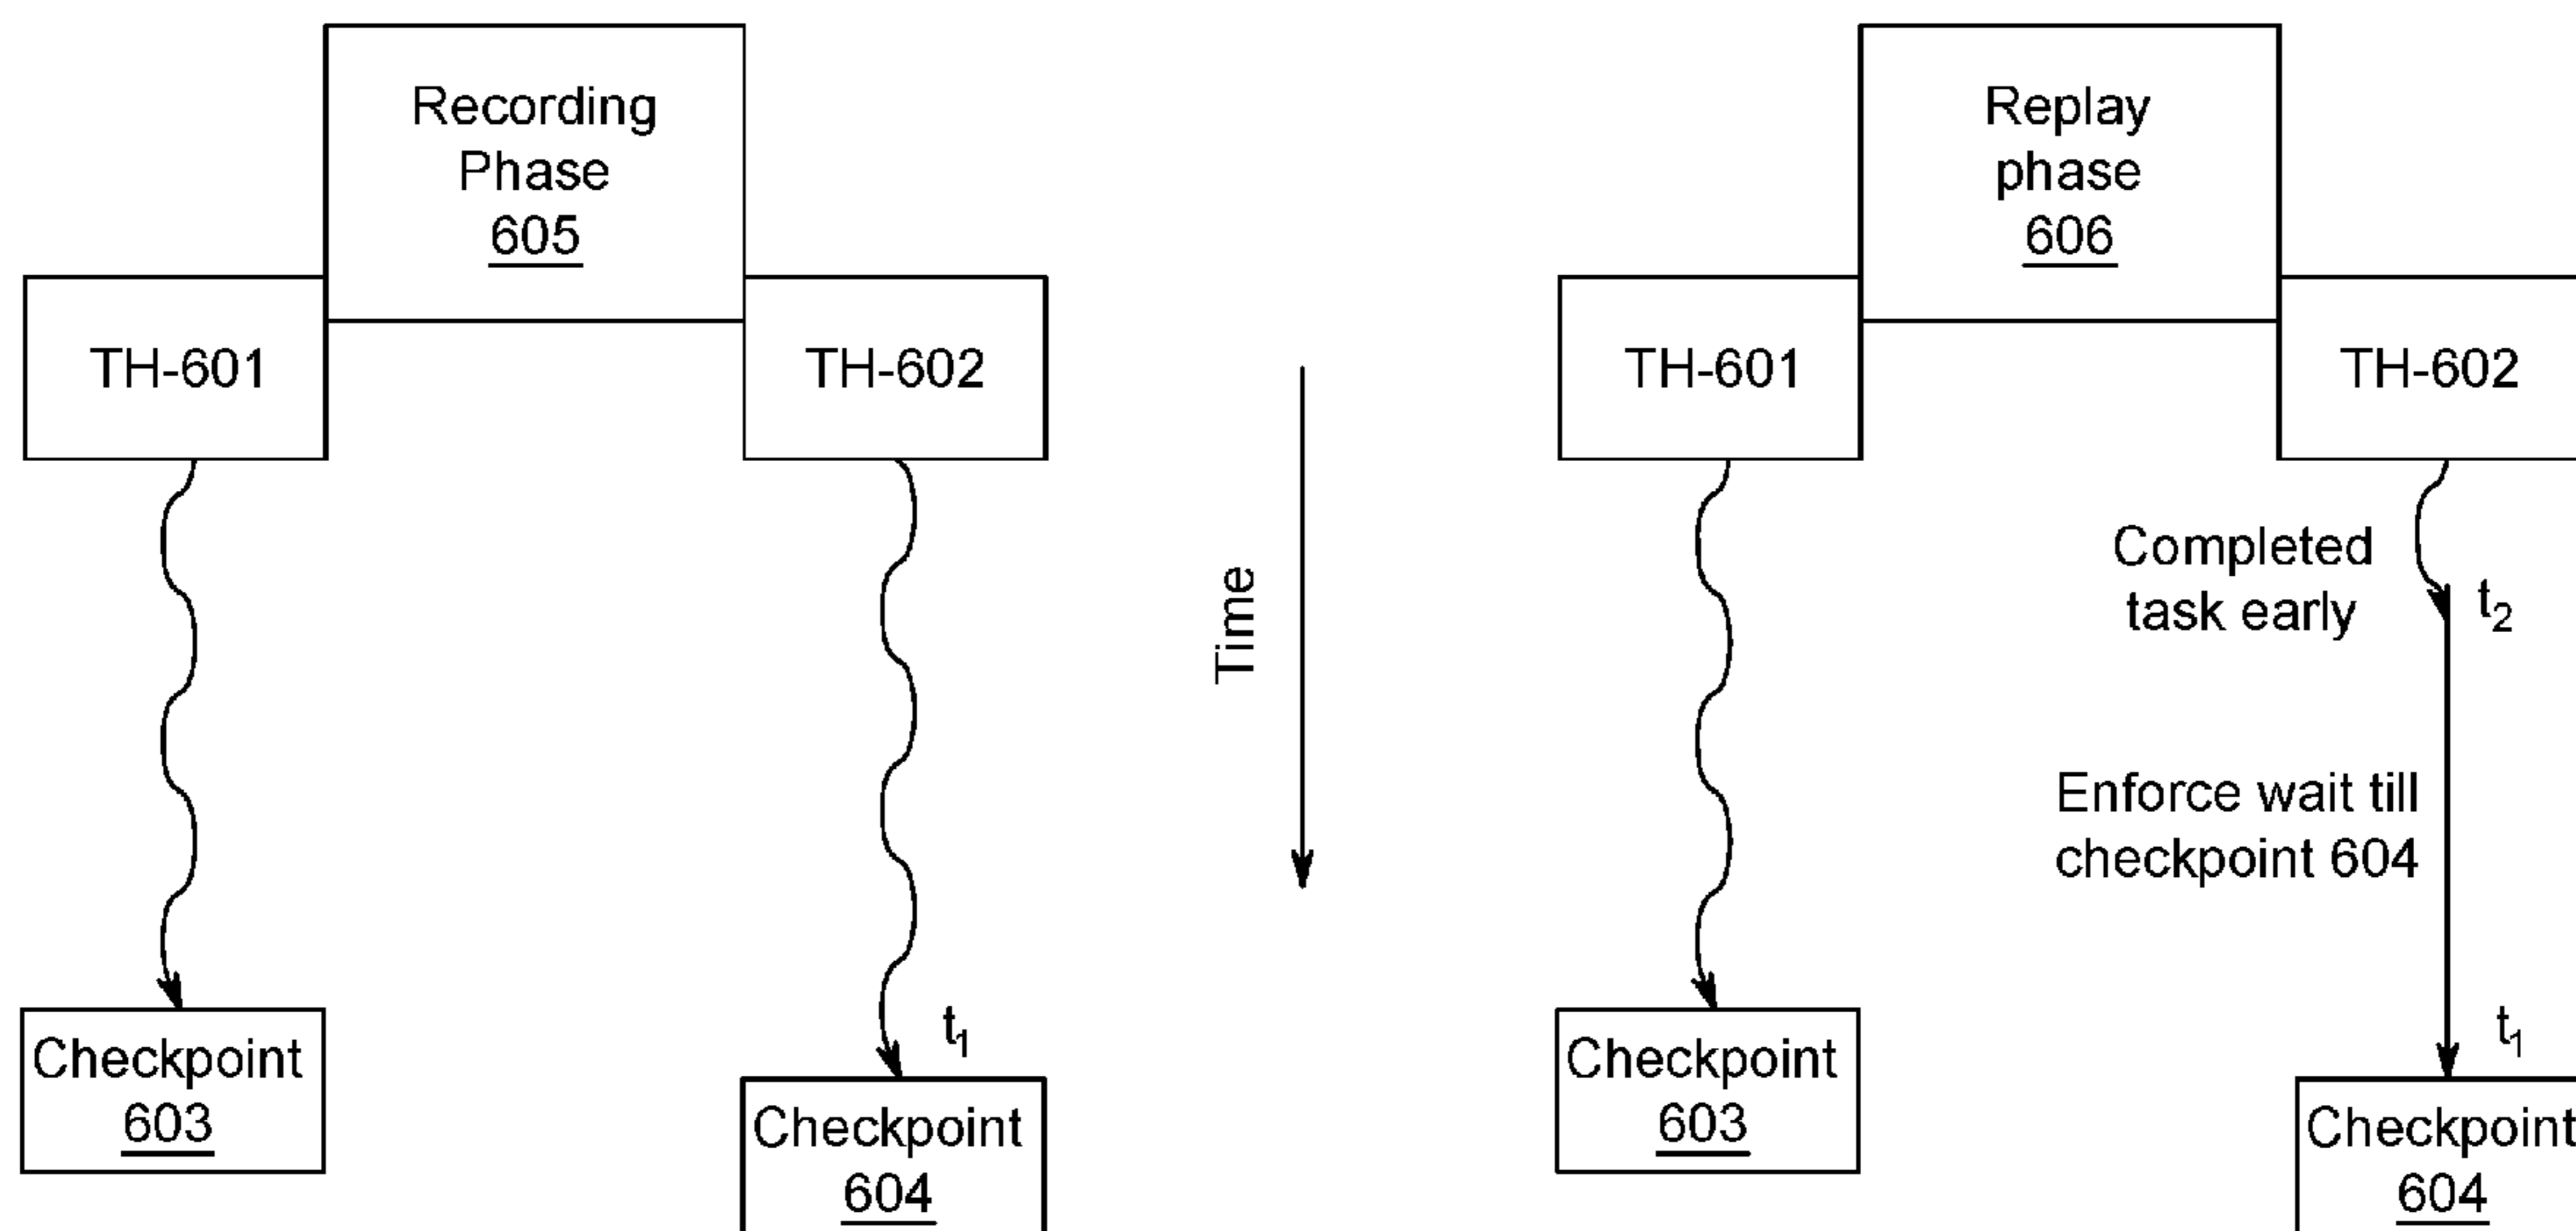 Recording
Phase
605
TH-601
TH-602
t1
Checkpoint
603
Checkpoint
604
Time
Replay
phase
606
TH-601
TH-602
Completed
task early
t2
Enforce wait till
checkpoint 604
t1
Checkpoint
603
Checkpoint
604